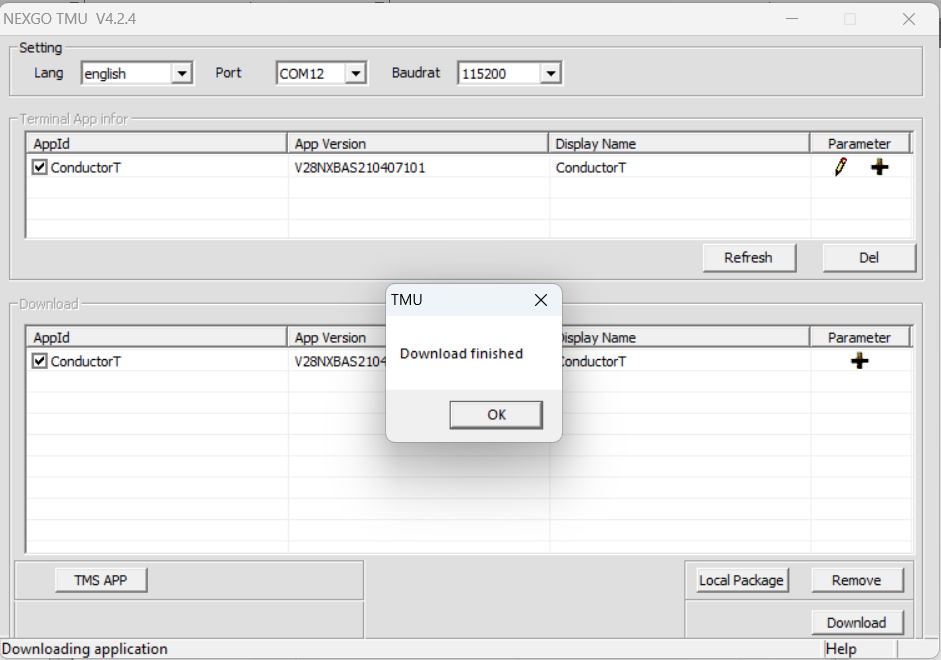 NEXGO TMU V4.2.4
Setting
Lang english Port COM12 Baudrat 115200
Terminal App infor
AppId App Version Display Name Parameter
ConductorT V28NXBAS210407101 ConductorT
Refresh Del
Download
AppId App Version Display Name Parameter
ConductorT V28NXBAS2104 ConductorT
TMU
Download finished
OK
TMS APP Local Package Remove
Download
Downloading application Help